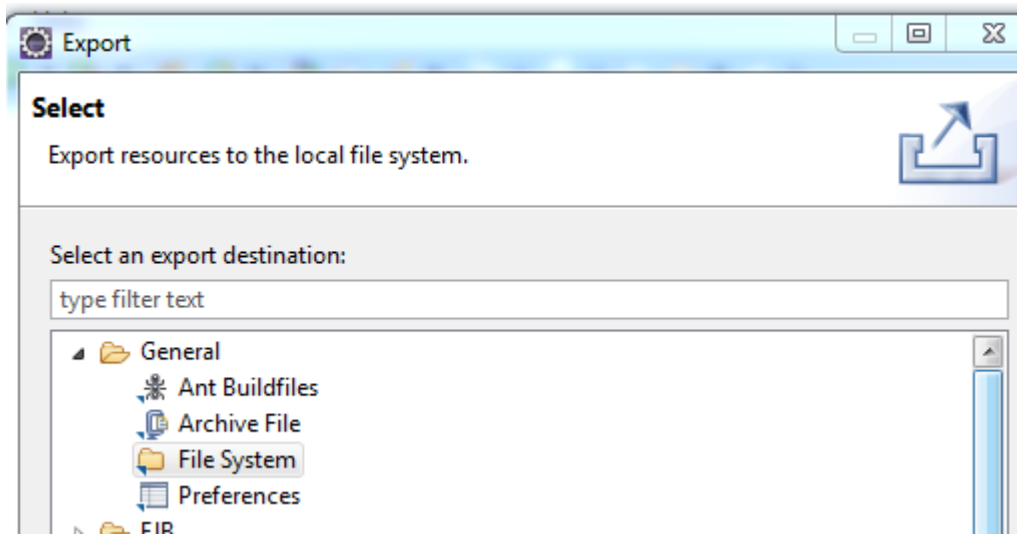 Export
Select
Export resources to the local file system.
Select an export destination:
type filter text
General
Ant Buildfiles
Archive File
File System
Preferences
EJB